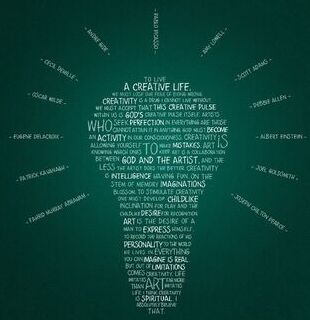 - PABLO PICASSO -
- ANDRE GIDE -
- AMY LOWELL -
- CECIL DEMILLE -
- SCOTT ADAMS -
- OSCAR WILDE -
- DEBBIE ALLEN -
- EUGENE DELACROIX -
- ALBERT EINSTEIN -
- PATRICK KAVANAGH -
- JOEL GOLDSMITH -
- JOSEPH CHILTON PEARCE -
TO LIVE
A CREATIVE LIFE,
WE MUST LOSE OUR FEAR OF BEING WRONG.
CREATIVITY IS A DRUG I CANNOT LIVE WITHOUT.
WE MUST ACCEPT THAT THIS CREATIVE PULSE
WITHIN US IS GOD'S CREATIVE PULSE ITSELF. ARTISTS
WHO SEEK PERFECTION IN EVERYTHING ARE THOSE
CANNOT ATTAIN IT IN ANYTHING. GOD MUST BECOME
AN ACTIVITY IN OUR CONSCIOUSNESS. CREATIVITY IS
ALLOWING YOURSELF TO MAKE MISTAKES. ART IS
KNOWING WHICH ONES TO KEEP. ART IS A COLLABORATION
BETWEEN GOD AND THE ARTIST, AND THE
LESS THE ARTIST DOES THE BETTER. CREATIVITY
IS INTELLIGENCE HAVING FUN. ON THE
STEM OF MEMORY IMAGINATIONS
BLOSSOM. TO SIMULATE CREATIVITY
ONE MUST DEVELOP CHILDLIKE
INCLINATION FOR PLAY AND THE
CHILDLIKE DESIRE FOR RECOGNITION.
ART IS THE DESIRE OF A
MAN TO EXPRESS HIMSELF,
TO RECORD THE REACTIONS OF HIS
PERSONALITY TO THE WORLD
HE LIVES IN. EVERYTHING
YOU CAN IMAGINE IS REAL.
BUT OUT OF LIMITATIONS
COMES CREATIVITY. LIFE
IMITATES ART FAR MORE
THAN ART IMITATES
LIFE. I THINK CREATIVITY
IS SPIRITUAL. I
ABSOLUTELY BELIEVE
THAT.